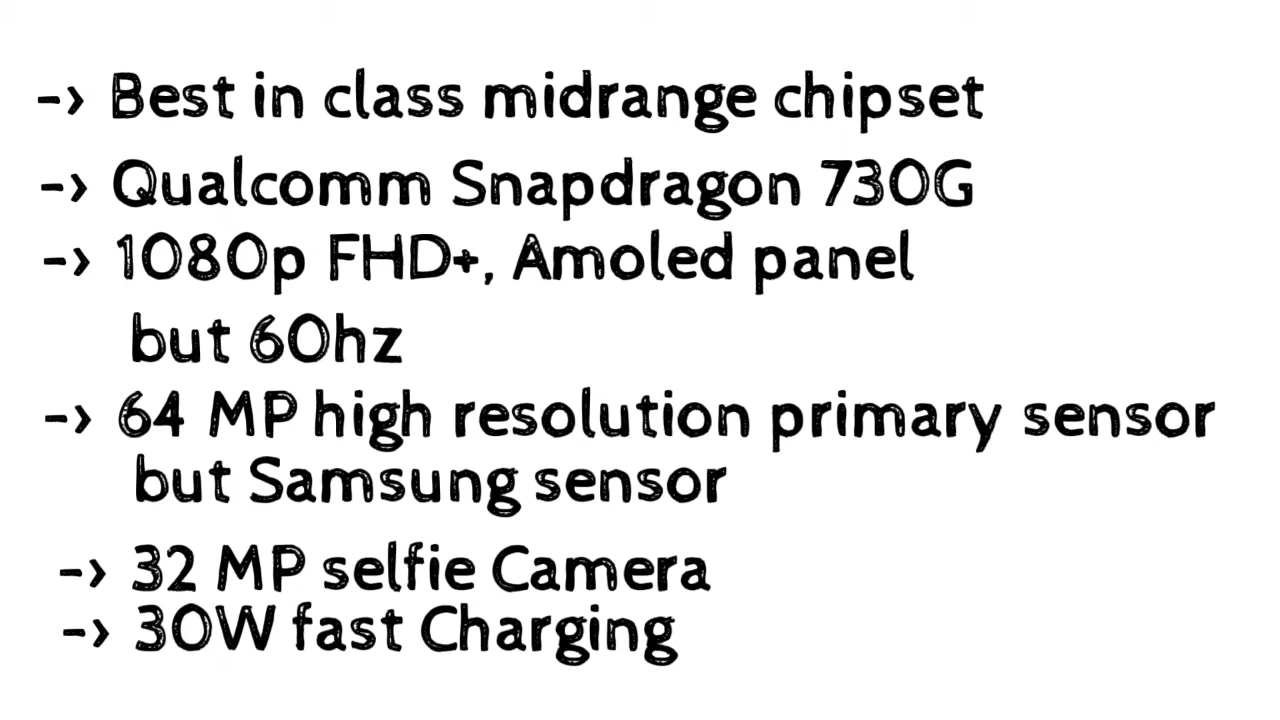 -> Best in class midrange chipset
-> Qualcomm Snapdragon 730G
-> 1080p FHD+, Amoled panel
but 60hz
-> 64 MP high resolution primary sensor
but Samsung sensor
-> 32 MP selfie Camera
-> 30W fast Charging